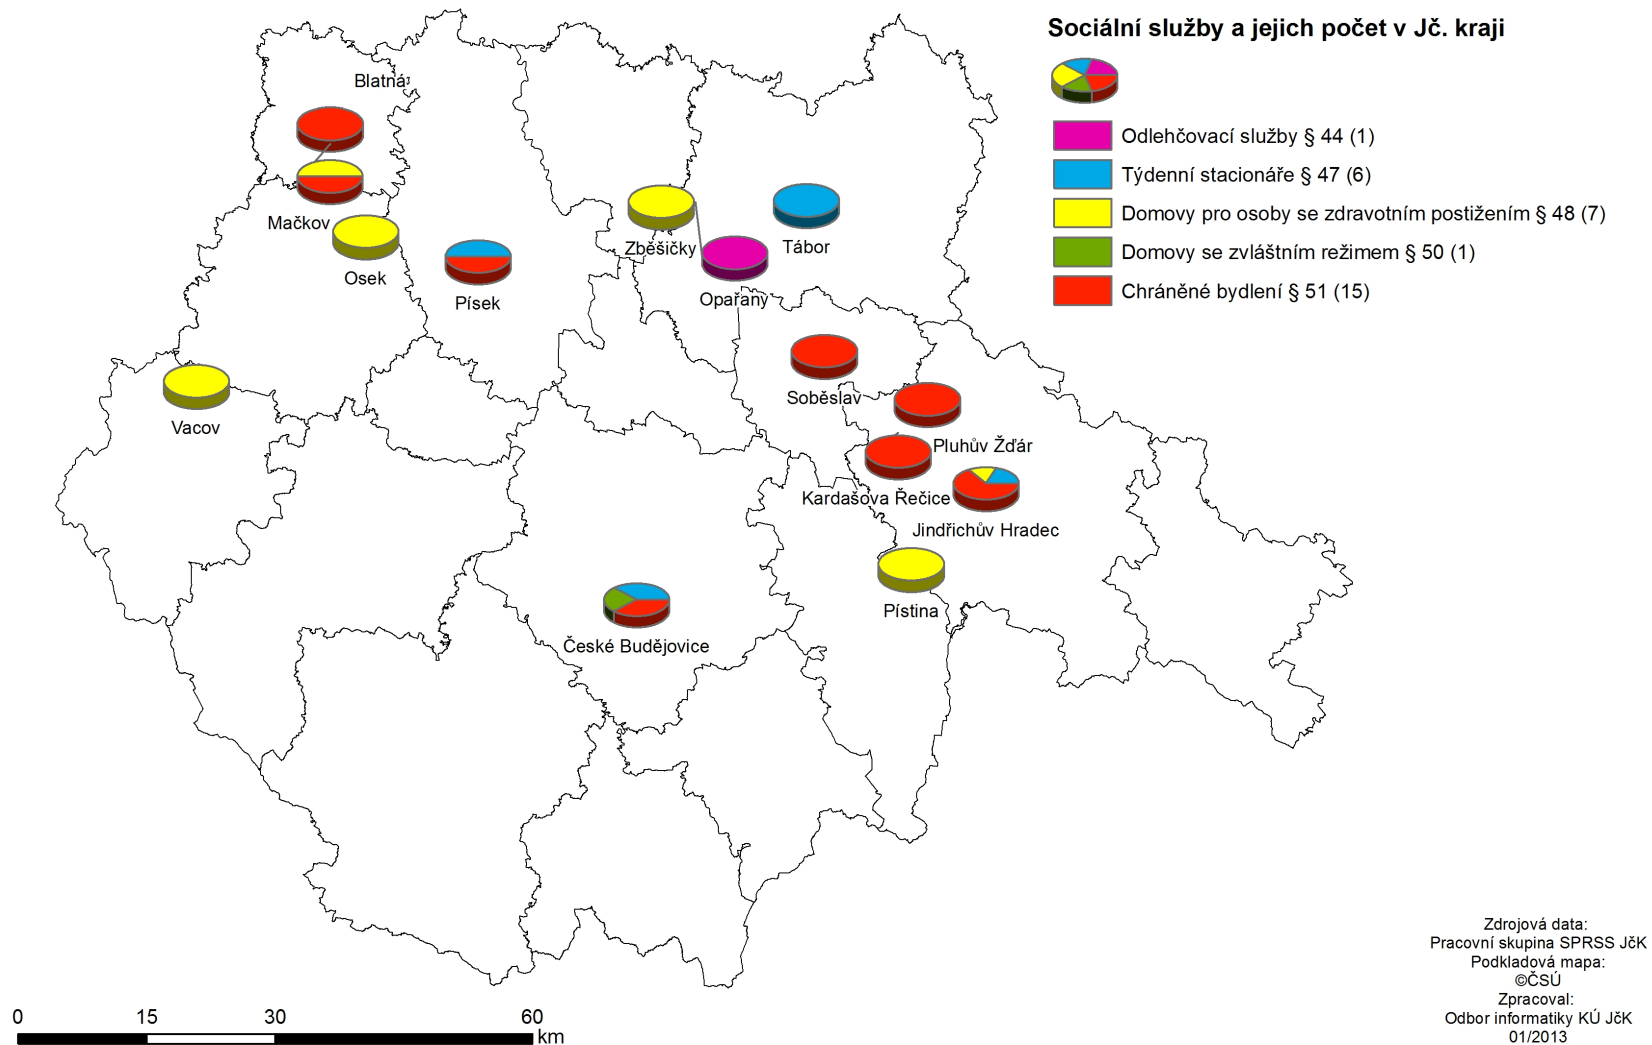 Sociální služby a jejich počet v Jč. kraji
Odlehčovací služby § 44 (1)
Týdenní stacionáře § 47 (6)
Domovy pro osoby se zdravotním postižením § 48 (7)
Domovy se zvláštním režimem § 50 (1)
Chráněné bydlení § 51 (15)
Blatná
Mačkov
Osek
Písek
Zběšičky
Tábor
Opařany
Vacov
Soběslav
Pluhův Žďár
Kardašova Řečice
Jindřichův Hradec
Pístina
České Budějovice
Zdrojová data:
Pracovní skupina SPRSS JčK
Podkladová mapa:
©ČSÚ
Zpracoval:
Odbor informatiky KÚ JčK
01/2013
0 15 30 60
km